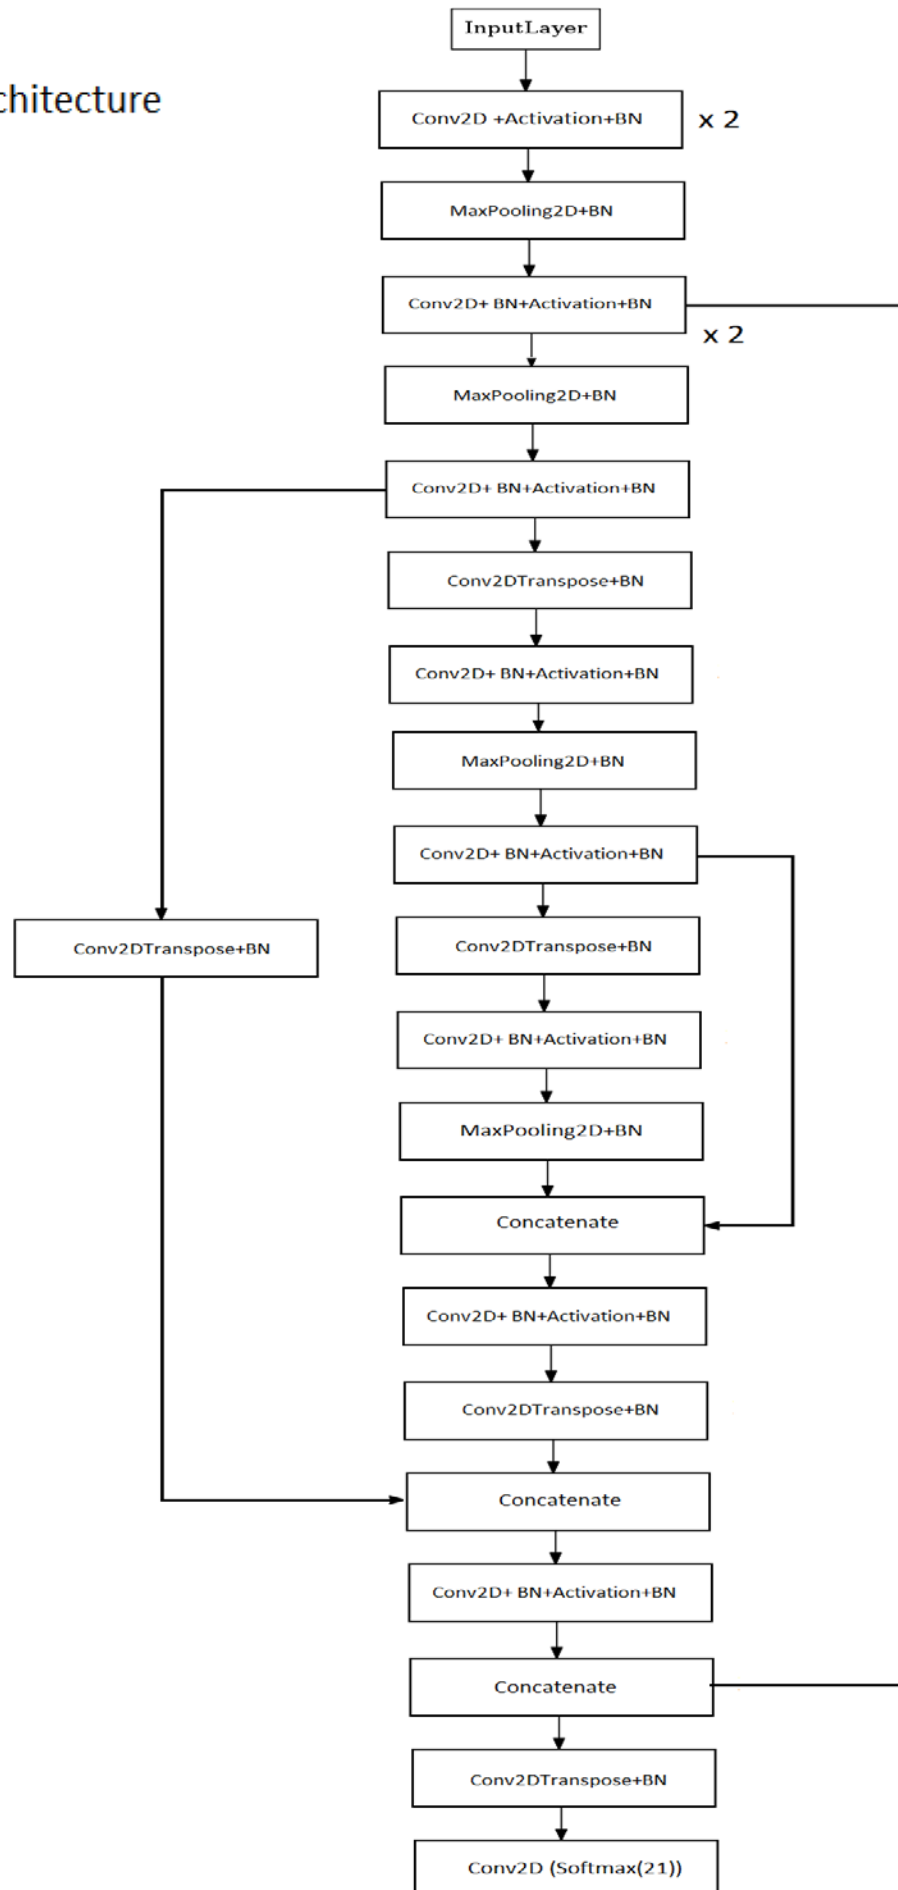 InputLayer
chitecture
Conv2D +Activation+BN x 2
MaxPooling2D+BN
Conv2D+ BN+Activation+BN
x 2
MaxPooling2D+BN
Conv2D+ BN+Activation+BN
Conv2DTranspose+BN
Conv2D+ BN+Activation+BN
MaxPooling2D+BN
Conv2D+ BN+Activation+BN
Conv2DTranspose+BN
Conv2DTranspose+BN
Conv2D+ BN+Activation+BN
MaxPooling2D+BN
Concatenate
Conv2D+ BN+Activation+BN
Conv2DTranspose+BN
Concatenate
Conv2D+ BN+Activation+BN
Concatenate
Conv2DTranspose+BN
Conv2D (Softmax(21))